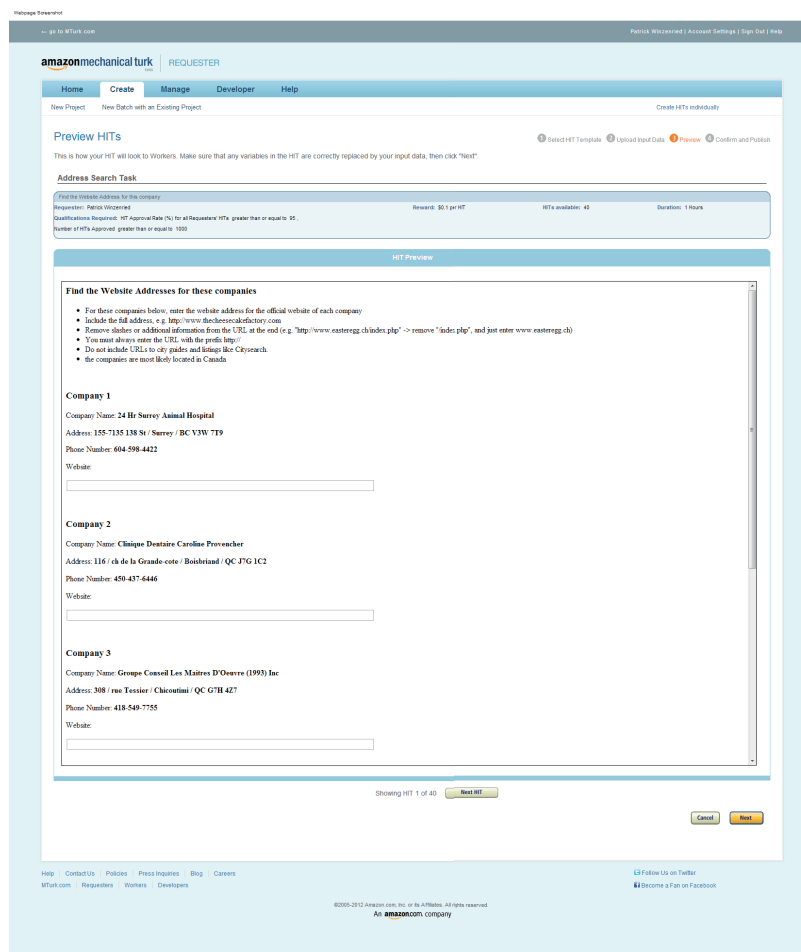 Webpage Screenshot
← go to MTurk.com
Patrick Winzenried | Account Settings | Sign Out | Help
amazonmechanical turk beta REQUESTER
Home Create Manage Developer Help
New Project New Batch with an Existing Project Create HITs individually
Preview HITs
1 Select HIT Template 2 Upload Input Data 3 Preview 4 Confirm and Publish
This is how your HIT will look to Workers. Make sure that any variables in the HIT are correctly replaced by your input data, then click "Next".
Address Search Task
Find the Website Address for this company
Requester: Patrick Winzenried Reward: $0.1 per HIT HITs available: 40 Duration: 1 Hours
Qualifications Required: HIT Approval Rate (%) for all Requesters' HITs greater than or equal to 95 ,
Number of HITs Approved greater than or equal to 1000
HIT Preview
Find the Website Addresses for these companies
• For these companies below, enter the website address for the official website of each company
• Include the full address, e.g. http://www.thecheesecakefactory.com
• Remove slashes or additional information from the URL at the end (e.g. "http://www.easteregg.ch/index.php" -> remove "/index.php", and just enter www.easteregg.ch)
• You must always enter the URL with the prefix http://
• Do not include URLs to city guides and listings like Citysearch.
• the companies are most likely located in Canada
Company 1
Company Name: 24 Hr Surrey Animal Hospital
Address: 155-7135 138 St / Surrey / BC V3W 7T9
Phone Number: 604-598-4422
Website:
Company 2
Company Name: Clinique Dentaire Caroline Provencher
Address: 116 / ch de la Grande-cote / Boisbriand / QC J7G 1C2
Phone Number: 450-437-6446
Website:
Company 3
Company Name: Groupe Conseil Les Maitres D'Oeuvre (1993) Inc
Address: 308 / rue Tessier / Chicoutimi / QC G7H 4Z7
Phone Number: 418-549-7755
Website:
Showing HIT 1 of 40 Next HIT
Cancel Next
Help | Contact Us | Policies | Press Inquiries | Blog | Careers
MTurk.com | Requesters | Workers | Developers
Follow Us on Twitter
Become a Fan on Facebook
©2005-2012 Amazon.com, Inc. or its Affiliates. All rights reserved.
An amazon.com. company